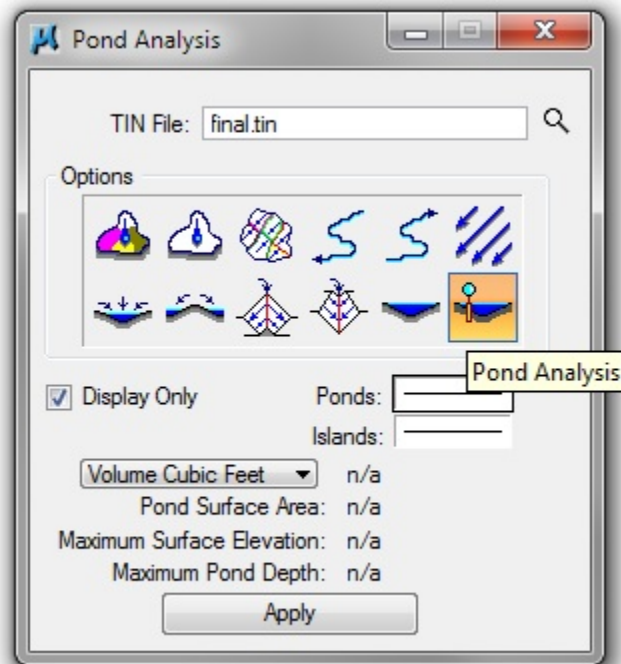 Pond Analysis
TIN File: final.tin
Options
Pond Analysis
Display Only Ponds:
Islands:
Volume Cubic Feet n/a
Pond Surface Area: n/a
Maximum Surface Elevation: n/a
Maximum Pond Depth: n/a
Apply